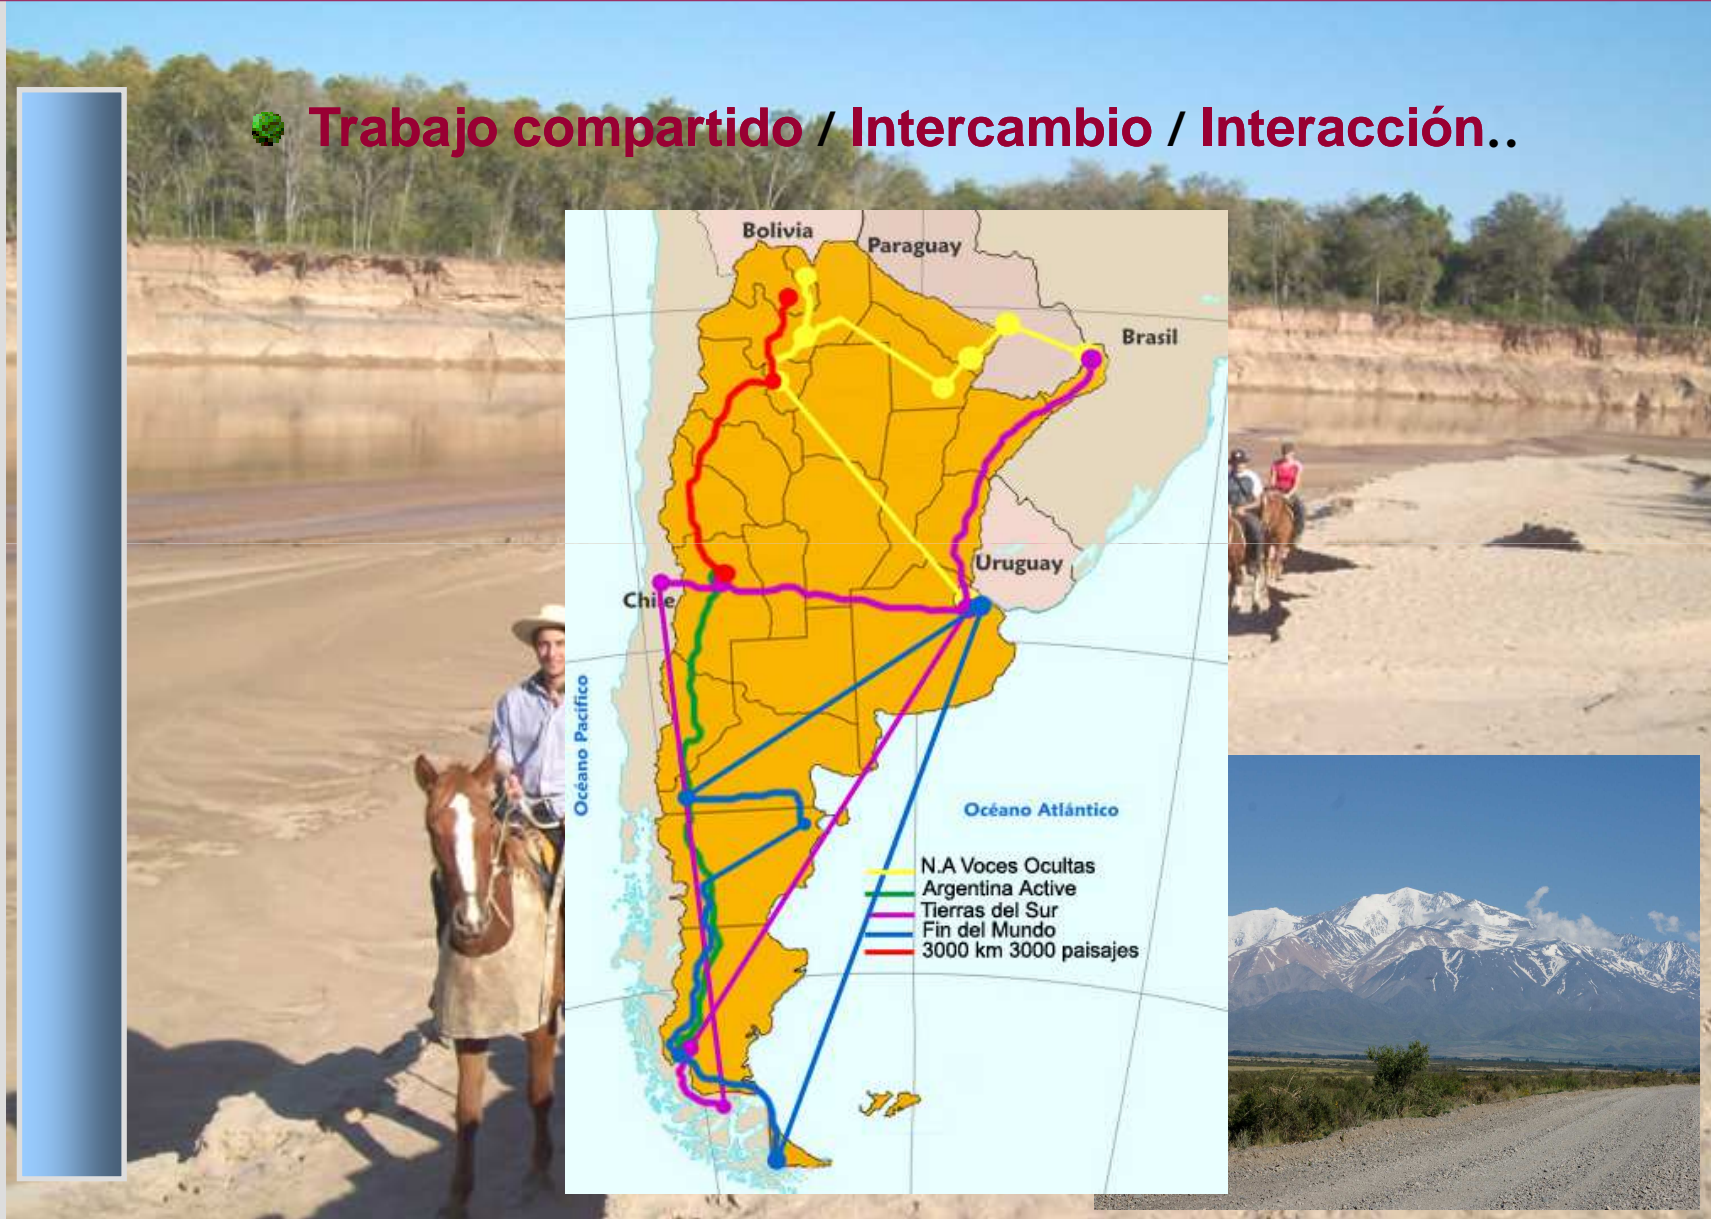 Trabajo compartido / Intercambio / Interacción..
Bolivia
Paraguay
Brasil
Uruguay
Chile
Océano Pacífico
Océano Atlántico
N.A Voces Ocultas
Argentina Active
Tierras del Sur
Fin del Mundo
3000 km 3000 paisajes